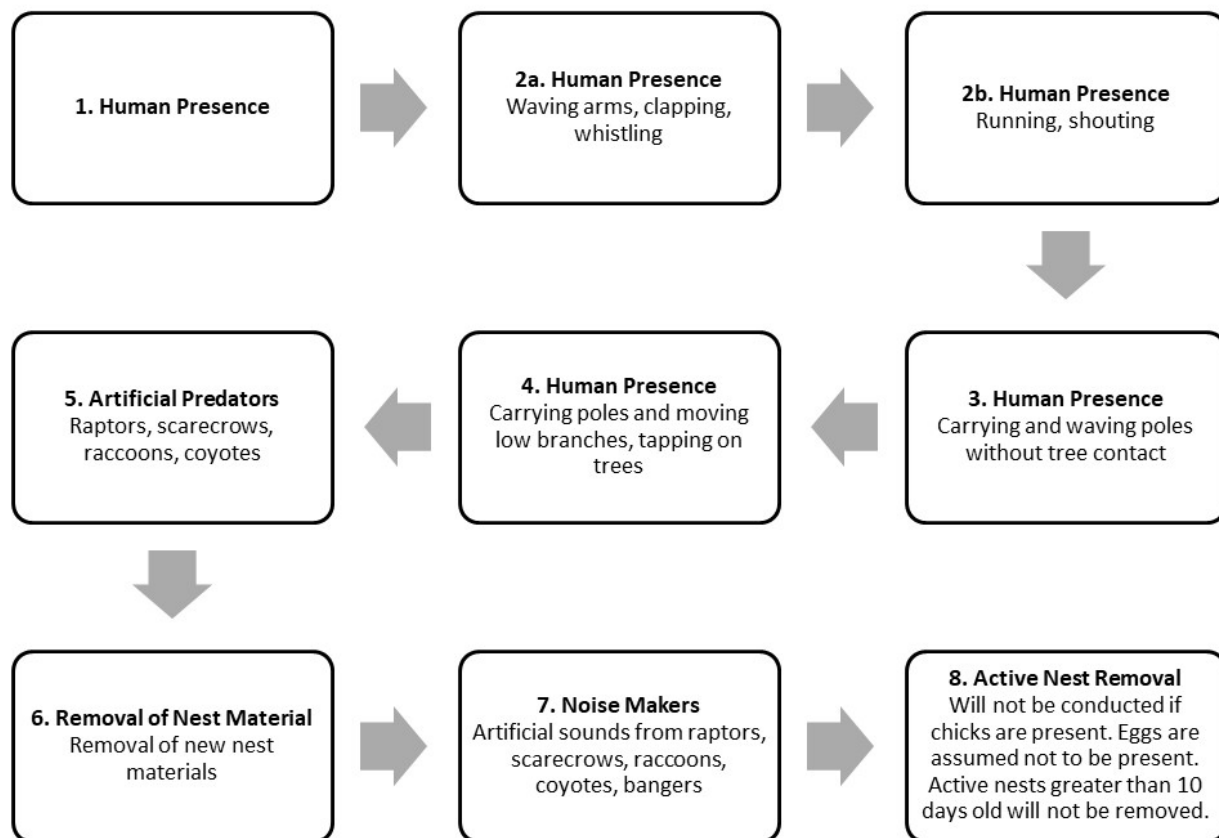 1. Human Presence
2a. Human Presence
Waving arms, clapping,
whistling
2b. Human Presence
Running, shouting
3. Human Presence
Carrying and waving poles
without tree contact
4. Human Presence
Carrying poles and moving
low branches, tapping on
trees
5. Artificial Predators
Raptors, scarecrows,
raccoons, coyotes
6. Removal of Nest Material
Removal of new nest
materials
7. Noise Makers
Artificial sounds from raptors,
scarecrows, raccoons,
coyotes, bangers
8. Active Nest Removal
Will not be conducted if
chicks are present. Eggs are
assumed not to be present.
Active nests greater than 10
days old will not be removed.